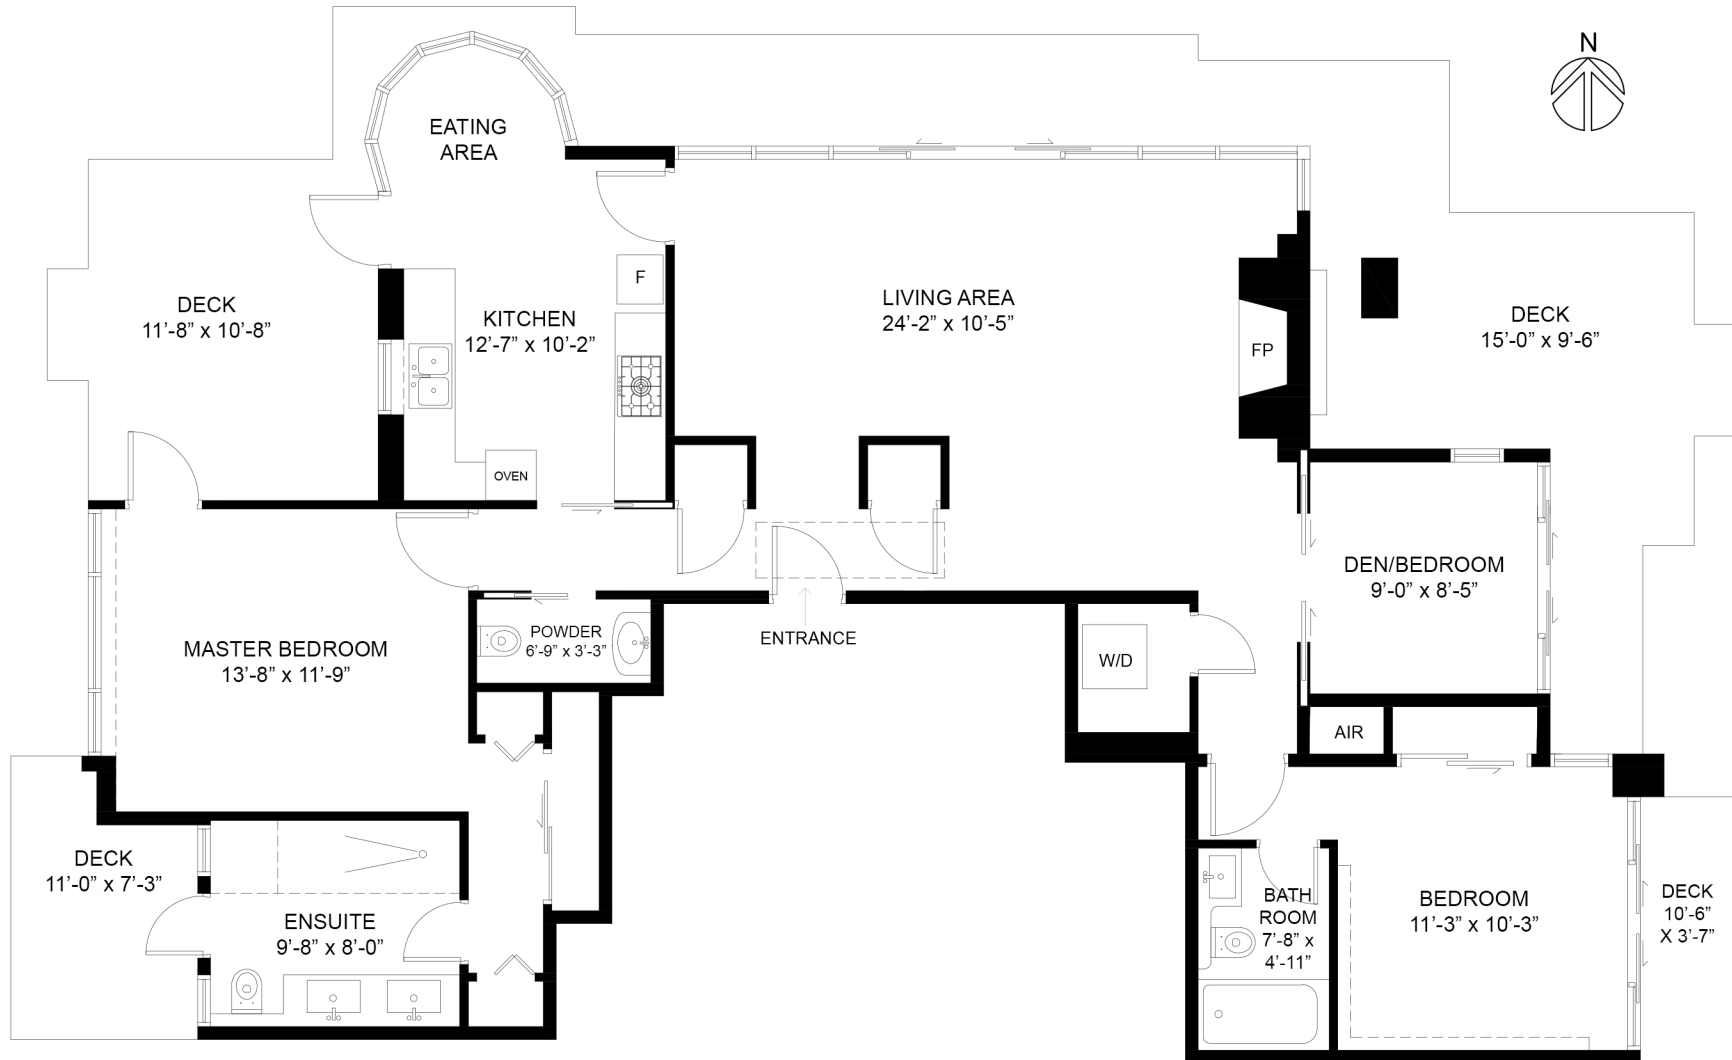 N
EATING
AREA
DECK
11’-8” x 10’-8”
KITCHEN
12’-7” x 10’-2”
F
OVEN
LIVING AREA
24’-2” x 10’-5”
FP
DECK
15’-0” x 9’-6”
DEN/BEDROOM
9’-0” x 8’-5”
MASTER BEDROOM
13’-8” x 11’-9”
POWDER
6’-9” x 3’-3”
ENTRANCE
W/D
AIR
DECK
11’-0” x 7’-3”
ENSUITE
9’-8” x 8’-0”
BATH
ROOM
7’-8” x
4’-11”
BEDROOM
11’-3” x 10’-3”
DECK
10’-6”
X 3’-7”